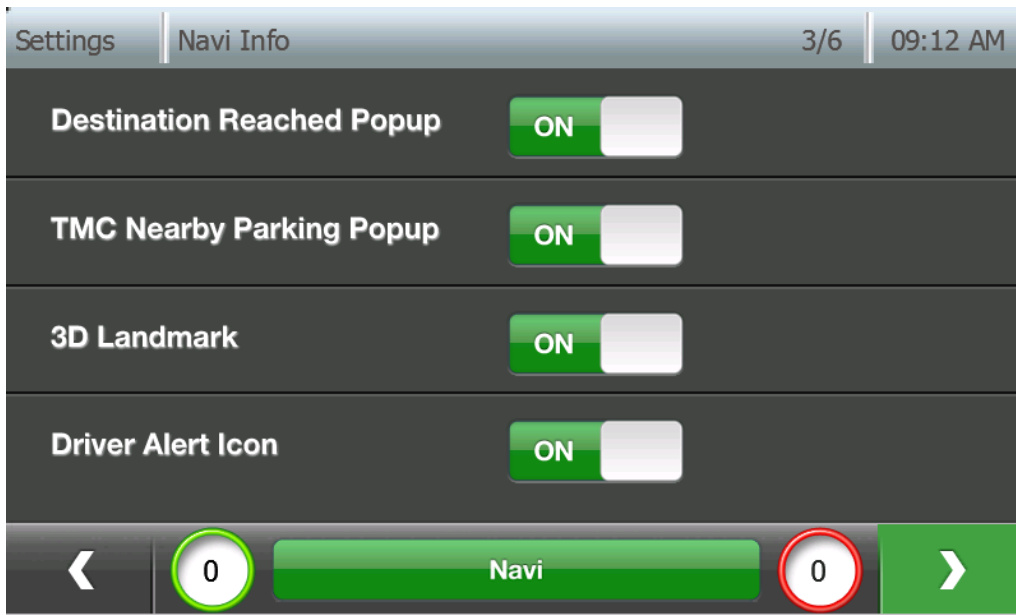 Settings Navi Info 3/6 09:12 AM
Destination Reached Popup ON
TMC Nearby Parking Popup ON
3D Landmark ON
Driver Alert Icon ON
0 Navi 0